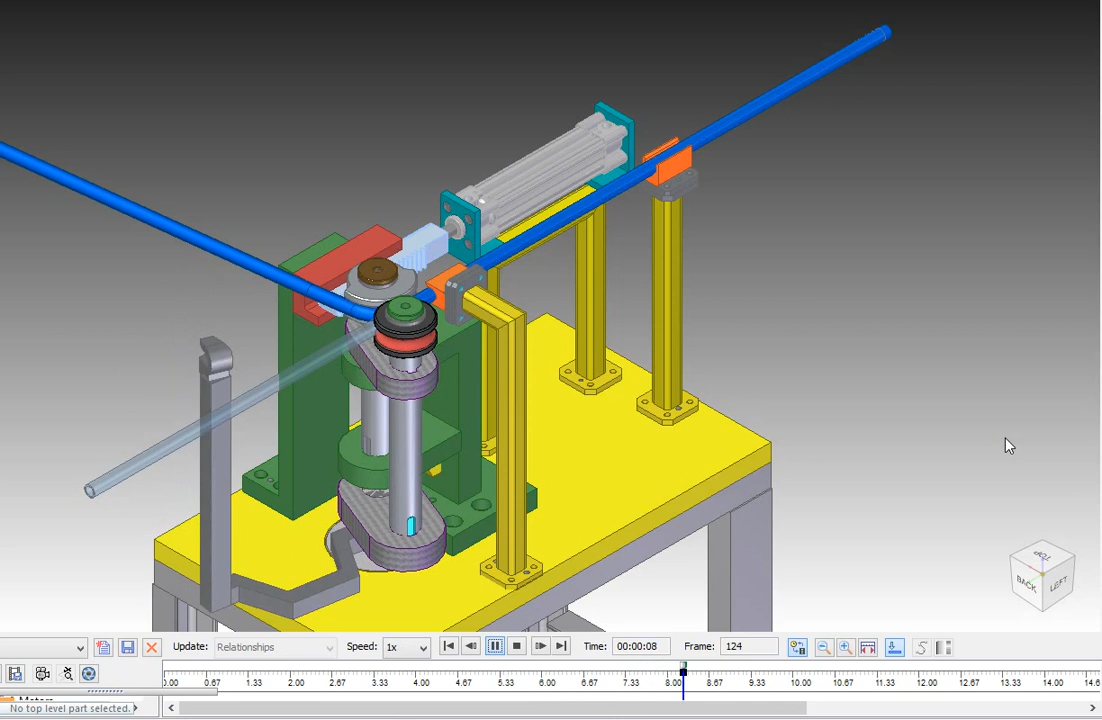 TOP
BACK LEFT
Update: Relationships Speed: 1x Time: 00:00:08 Frame: 124
0.00 0.67 1.33 2.00 2.67 3.33 4.00 4.67 5.33 6.00 6.67 7.33 8.00 8.67 9.33 10.00 10.67 11.33 12.00 12.67 13.33 14.00 14.6
No top level part selected.